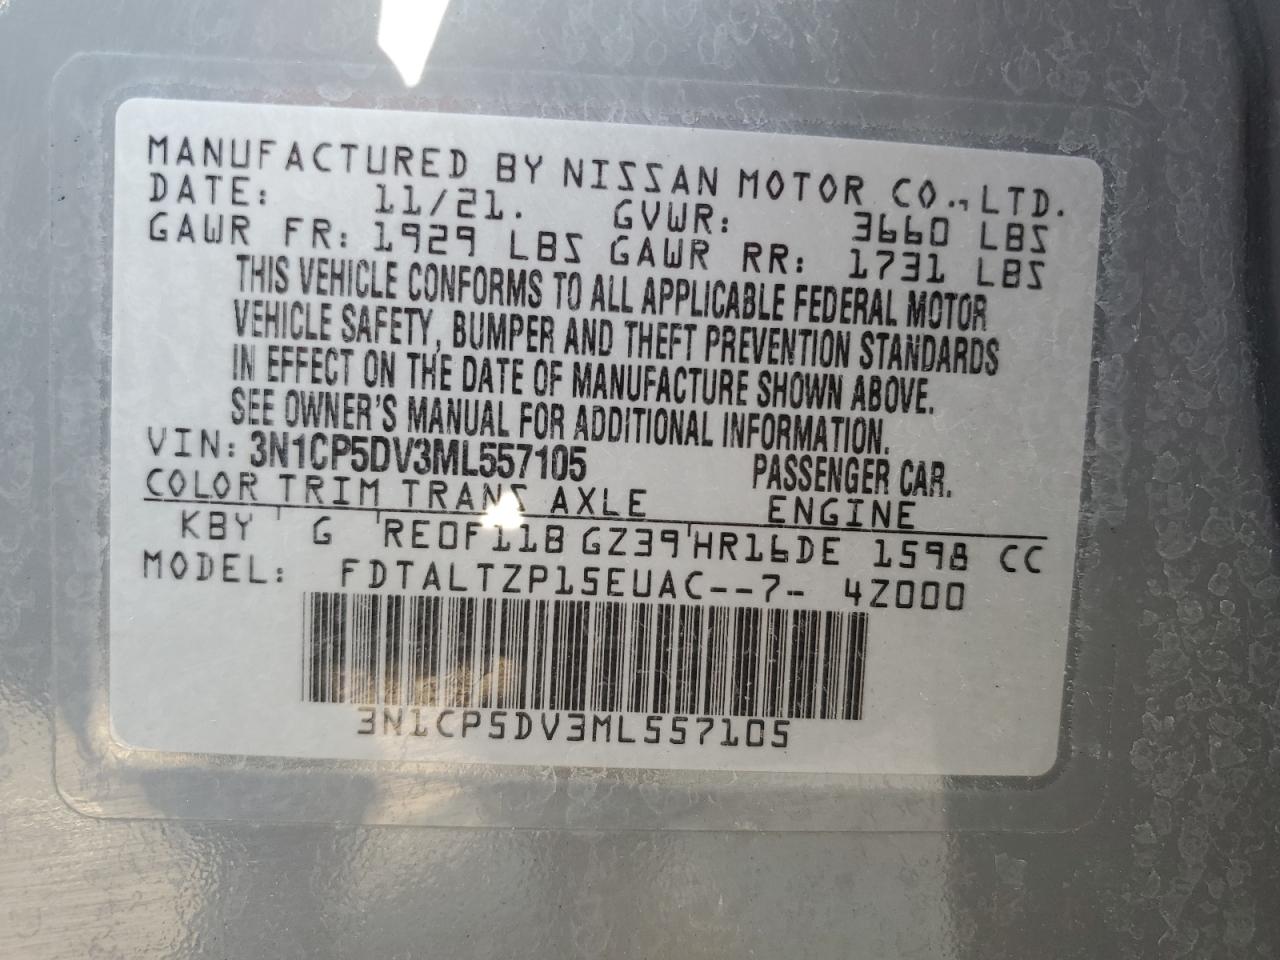 MANUFACTURED BY NISSAN MOTOR CO., LTD.
DATE: 11/21. GVWR: 3660 LBS
GAWR FR: 1929 LBS GAWR RR: 1731 LBS
THIS VEHICLE CONFORMS TO ALL APPLICABLE FEDERAL MOTOR
VEHICLE SAFETY, BUMPER AND THEFT PREVENTION STANDARDS
IN EFFECT ON THE DATE OF MANUFACTURE SHOWN ABOVE.
SEE OWNER'S MANUAL FOR ADDITIONAL INFORMATION.
VIN: 3N1CP5DV3ML557105 PASSENGER CAR.
COLOR TRIM TRANS AXLE ENGINE
KBY G RE0F11B GZ39 HR16DE 1598 CC
MODEL: FDTALTZP15EUAC--7- 4Z000
3N1CP5DV3ML557105